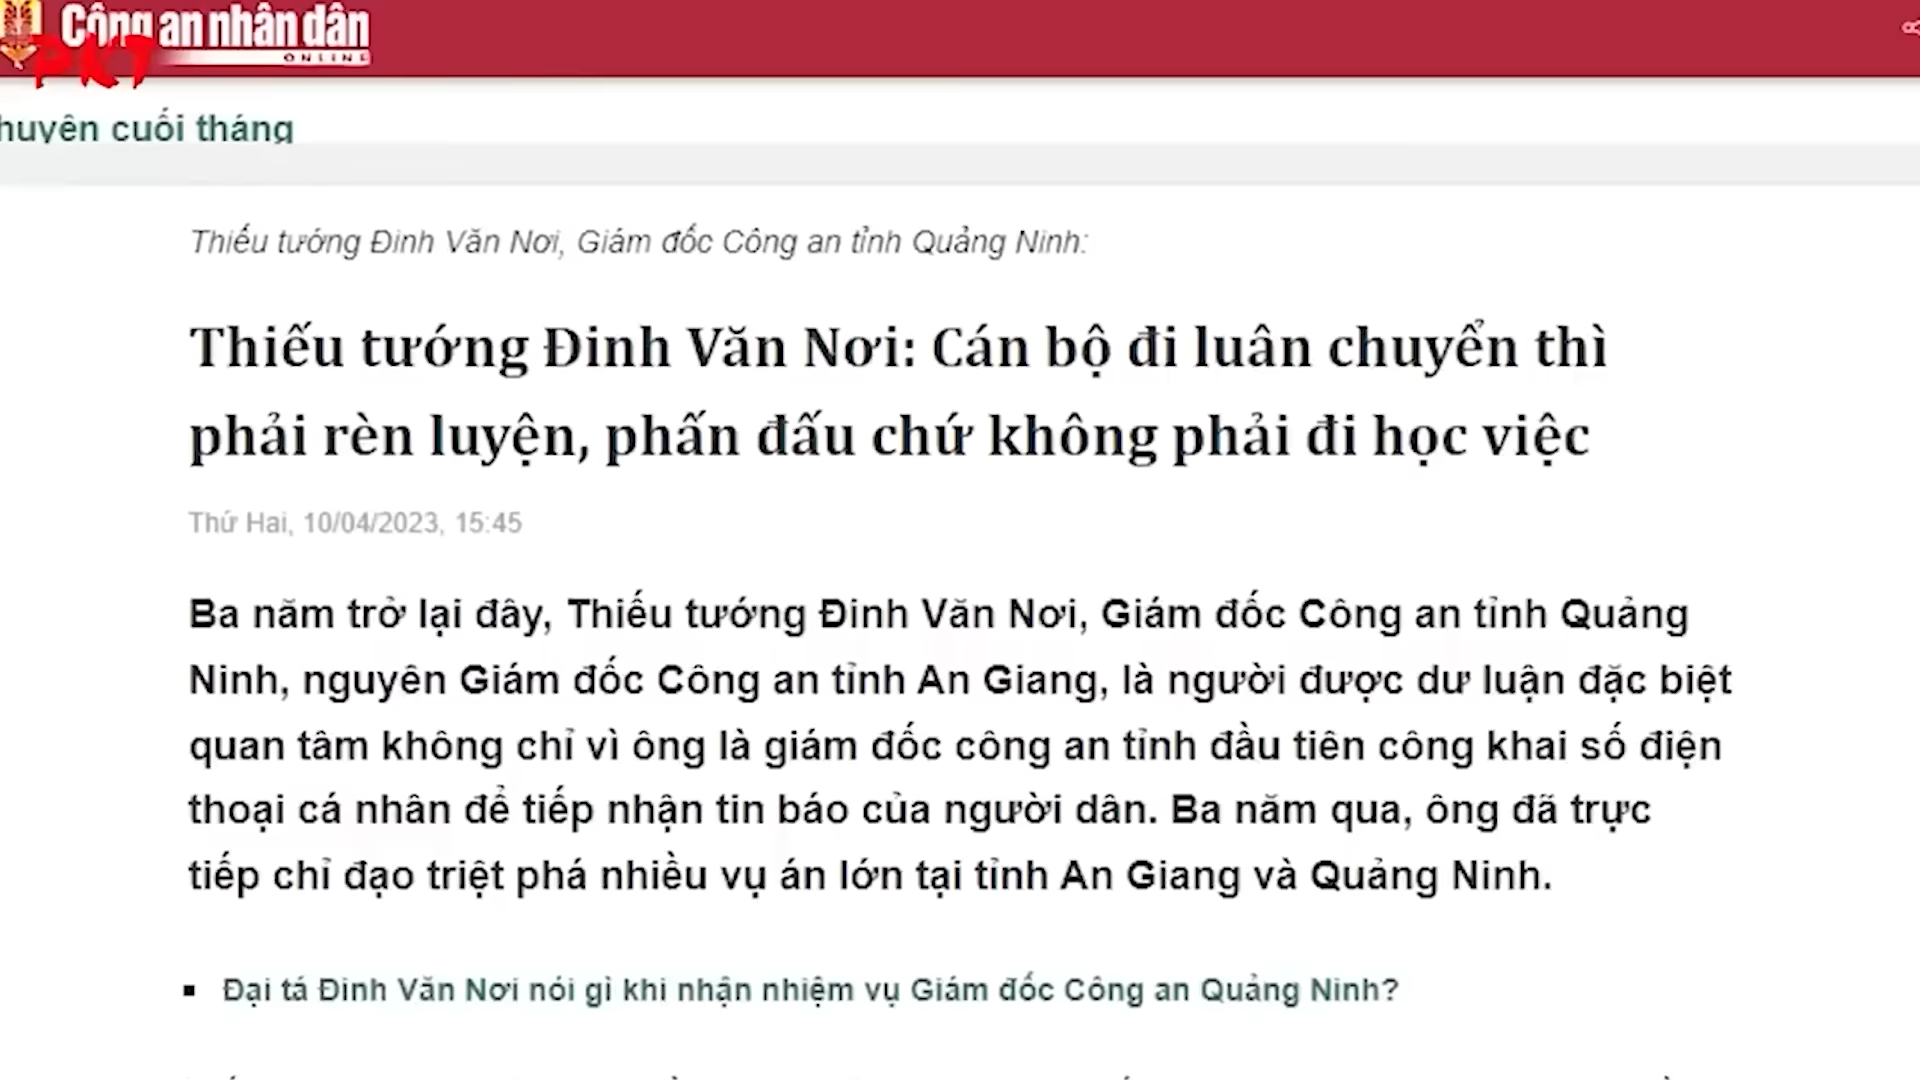 Công an nhân dân
ONLINE
PKT
huyên cuối tháng
Thiếu tướng Đinh Văn Nơi, Giám đốc Công an tỉnh Quảng Ninh:
Thiếu tướng Đinh Văn Nơi: Cán bộ đi luân chuyển thì
phải rèn luyện, phấn đấu chứ không phải đi học việc
Thứ Hai, 10/04/2023, 15:45
Ba năm trở lại đây, Thiếu tướng Đinh Văn Nơi, Giám đốc Công an tỉnh Quảng
Ninh, nguyên Giám đốc Công an tỉnh An Giang, là người được dư luận đặc biệt
quan tâm không chỉ vì ông là giám đốc công an tỉnh đầu tiên công khai số điện
thoại cá nhân để tiếp nhận tin báo của người dân. Ba năm qua, ông đã trực
tiếp chỉ đạo triệt phá nhiều vụ án lớn tại tỉnh An Giang và Quảng Ninh.
▪ Đại tá Đinh Văn Nơi nói gì khi nhận nhiệm vụ Giám đốc Công an Quảng Ninh?